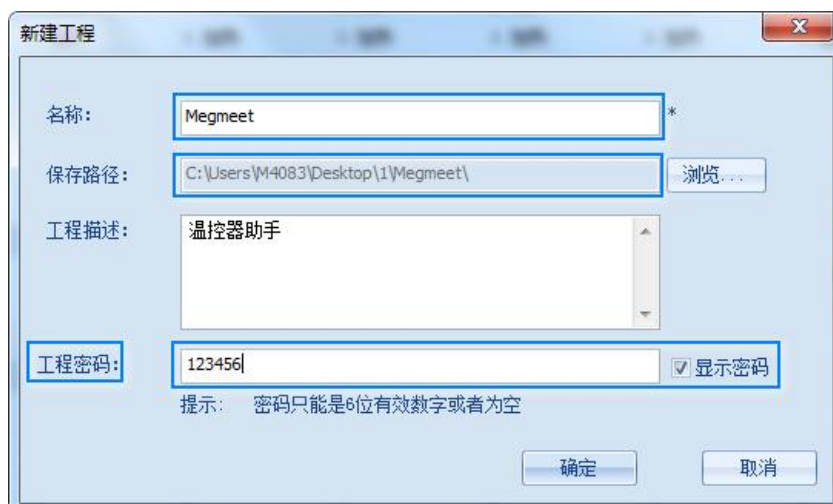 新建工程
名称:
Megmeet
*
保存路径:
C:\Users\M4083\Desktop\1\Megmeet\
浏览...
工程描述:
温控器助手
工程密码:
123456
显示密码
提示: 密码只能是6位有效数字或者为空
确定
取消